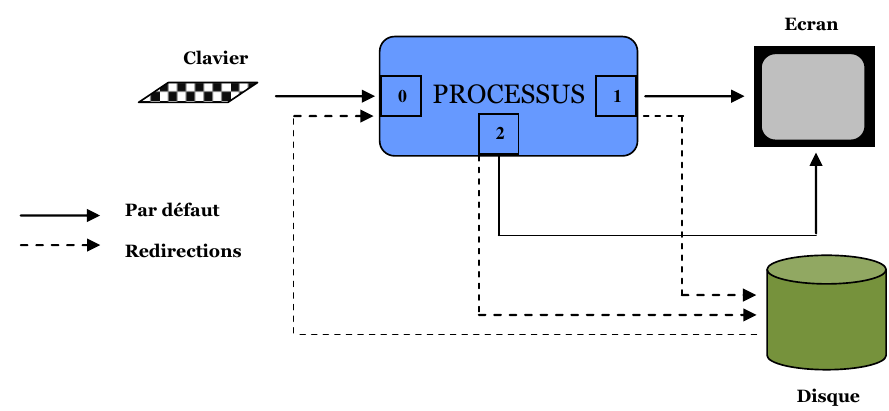 Ecran
Clavier
0
PROCESSUS
1
2
Par défaut
Redirections
Disque